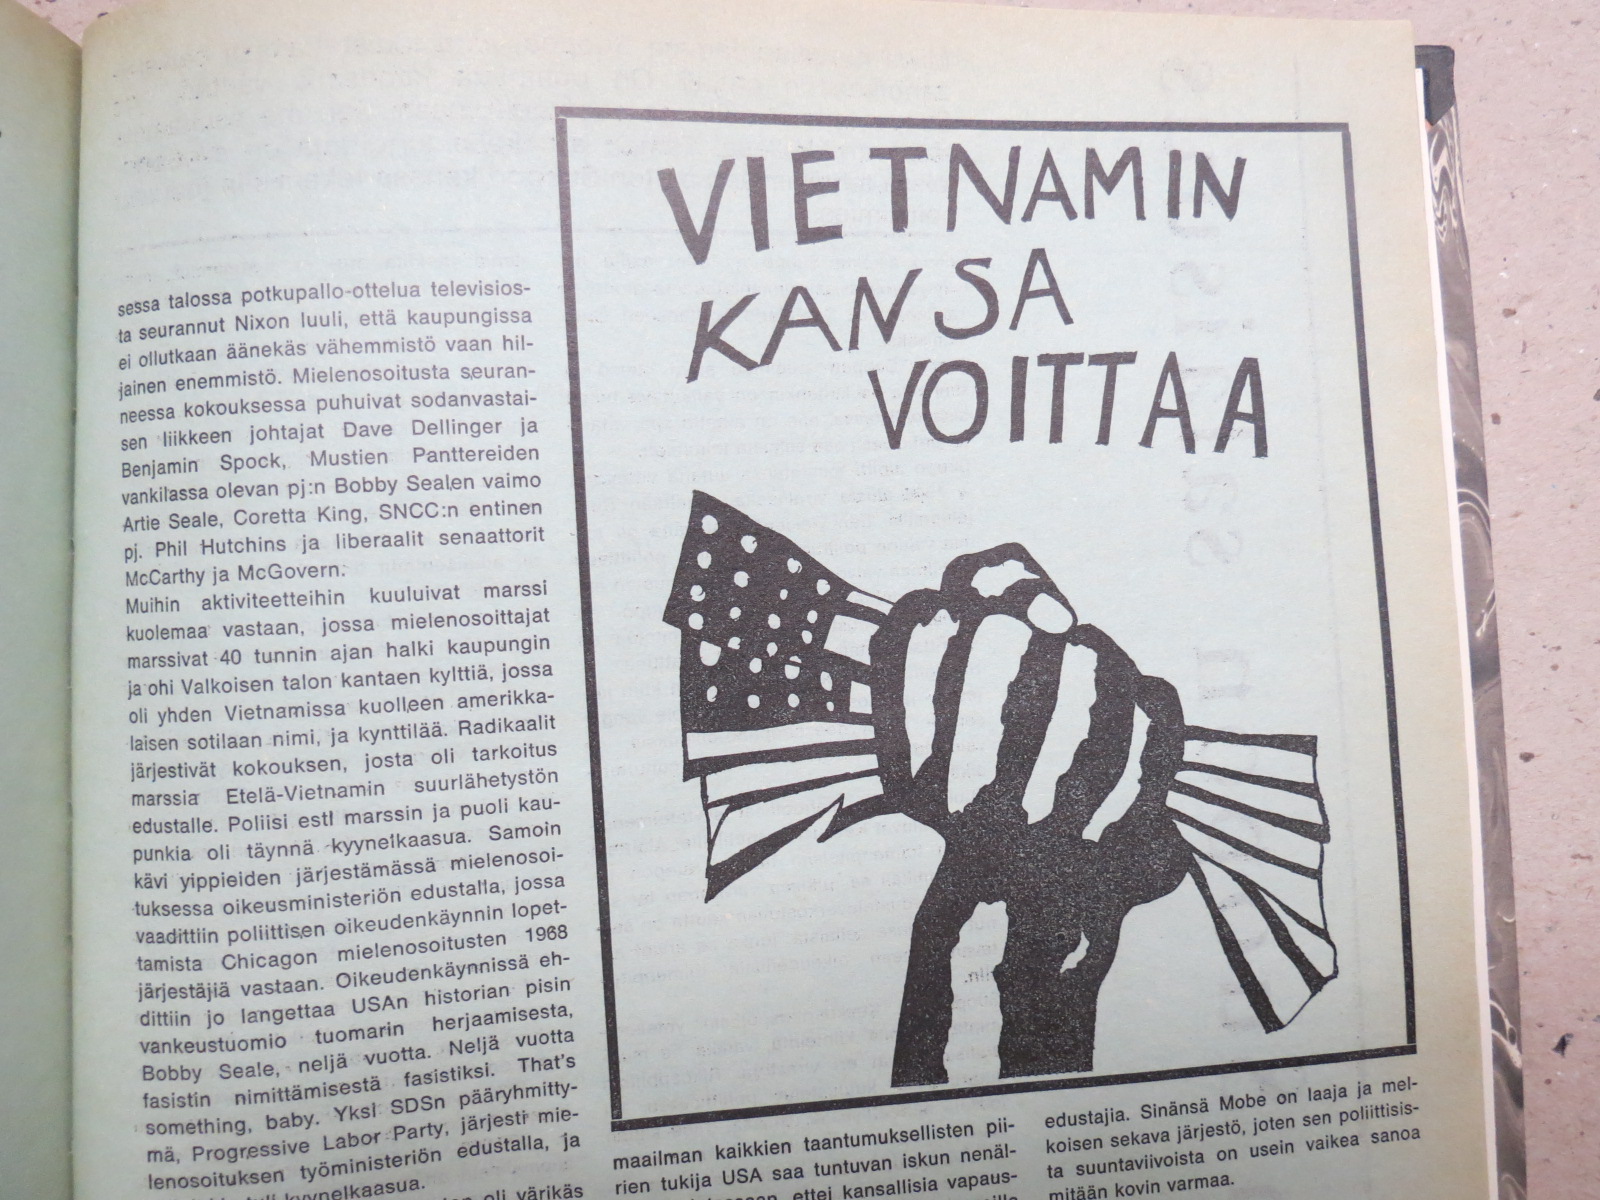 VIETNAMIN
KANSA
VOITTAA
sessa talossa potkupallo-ottelua televisios-
ta seurannut Nixon luuli, että kaupungissa
ei ollutkaan äänekäs vähemmistö vaan hil-
jainen enemmistö. Mielenosoitusta seuran-
neessa kokouksessa puhuivat sodanvastai-
sen liikkeen johtajat Dave Dellinger ja
Benjamin Spock, Mustien Panttereiden
vankilassa olevan pj:n Bobby Sealen vaimo
Artie Seale, Coretta King, SNCC:n entinen
pj. Phil Hutchins ja liberaalit senaattorit
McCarthy ja McGovern.
Muihin aktiviteetteihin kuuluivat marssi
kuolemaa vastaan, jossa mielenosoittajat
marssivat 40 tunnin ajan halki kaupungin
ja ohi Valkoisen talon kantaen kylttiä, jossa
oli yhden Vietnamissa kuolleen amerikka-
laisen sotilaan nimi, ja kynttilää. Radikaalit
järjestivät kokouksen, josta oli tarkoitus
marssia Etelä-Vietnamin suurlähetystön
edustalle. Poliisi esti marssin ja puoli kau-
punkia oli täynnä kyynelkaasua. Samoin
kävi yippieiden järjestämässä mielenosoi-
tuksessa oikeusministeriön edustalla, jossa
vaadittiin poliittisen oikeudenkäynnin lopet-
tamista Chicagon mielenosoitusten 1968
järjestäjiä vastaan. Oikeudenkäynnissä eh-
dittiin jo langettaa USAn historian pisin
vankeustuomio tuomarin herjaamisesta,
Bobby Seale, neljä vuotta. Neljä vuotta
fasistin nimittämisestä fasistiksi. That's
something, baby. Yksi SDSn pääryhmitty-
mä, Progressive Labor Party, järjesti mie-
lenosoituksen työministeriön edustalla, ja
kyynelkaasua.
oli värikäs
maailman kaikkien taantumuksellisten pii-
rien tukija USA saa tuntuvan iskun nenäl-
ettei kansallisia vapaus-
edustajia. Sinänsä Mobe on laaja ja mel-
koisen sekava järjestö, joten sen poliittisis-
ta suuntaviivoista on usein vaikea sanoa
mitään kovin varmaa.